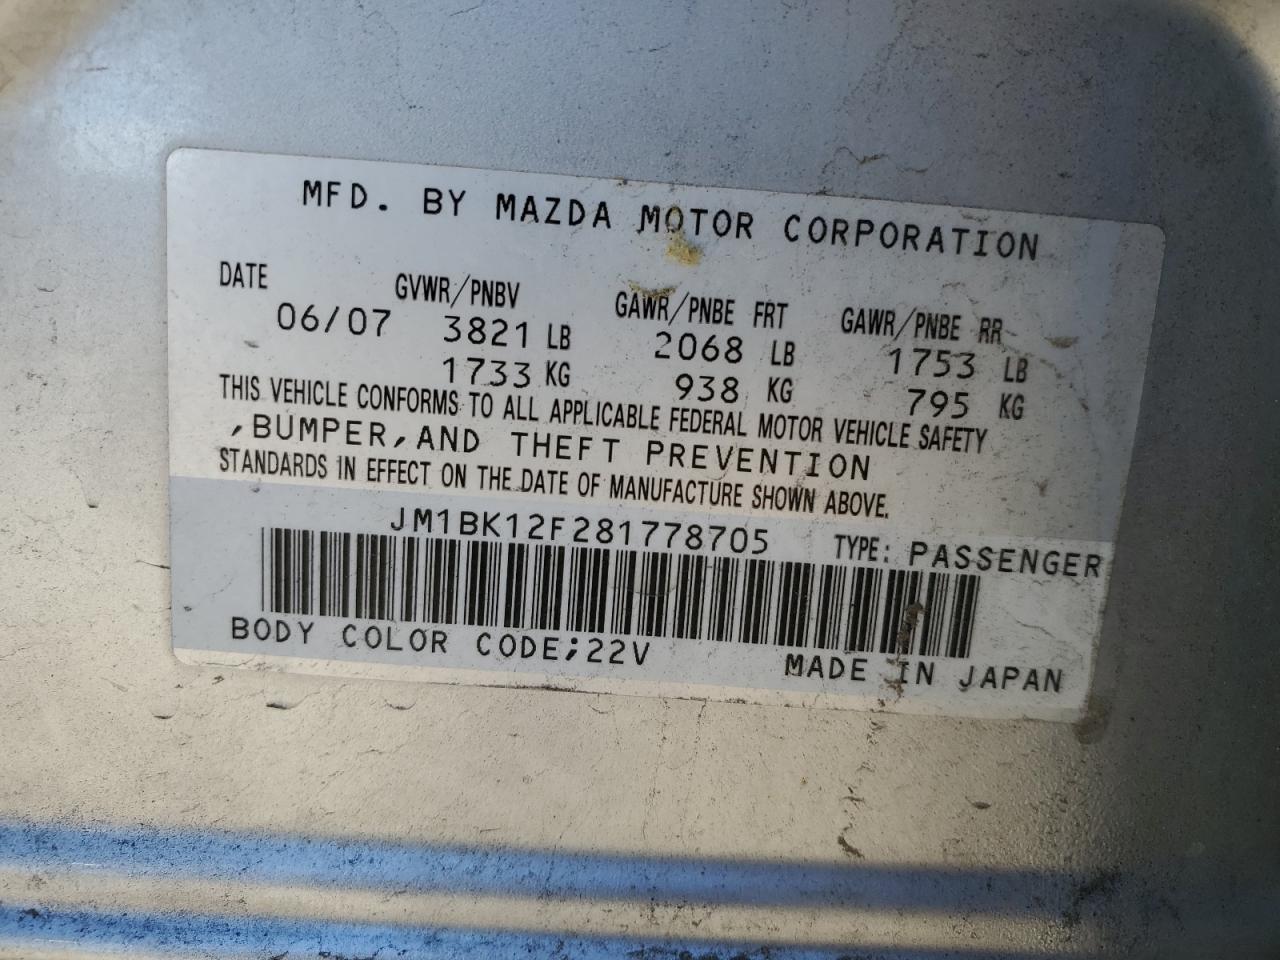 MFD. BY MAZDA MOTOR CORPORATION
DATE GVWR/PNBV GAWR/PNBE FRT GAWR/PNBE RR
06/07 3821 LB 2068 LB 1753 LB
1733 KG 938 KG 795 KG
THIS VEHICLE CONFORMS TO ALL APPLICABLE FEDERAL MOTOR VEHICLE SAFETY
,BUMPER,AND THEFT PREVENTION
STANDARDS IN EFFECT ON THE DATE OF MANUFACTURE SHOWN ABOVE.
JM1BK12F281778705 TYPE: PASSENGER
BODY COLOR CODE;22V MADE IN JAPAN